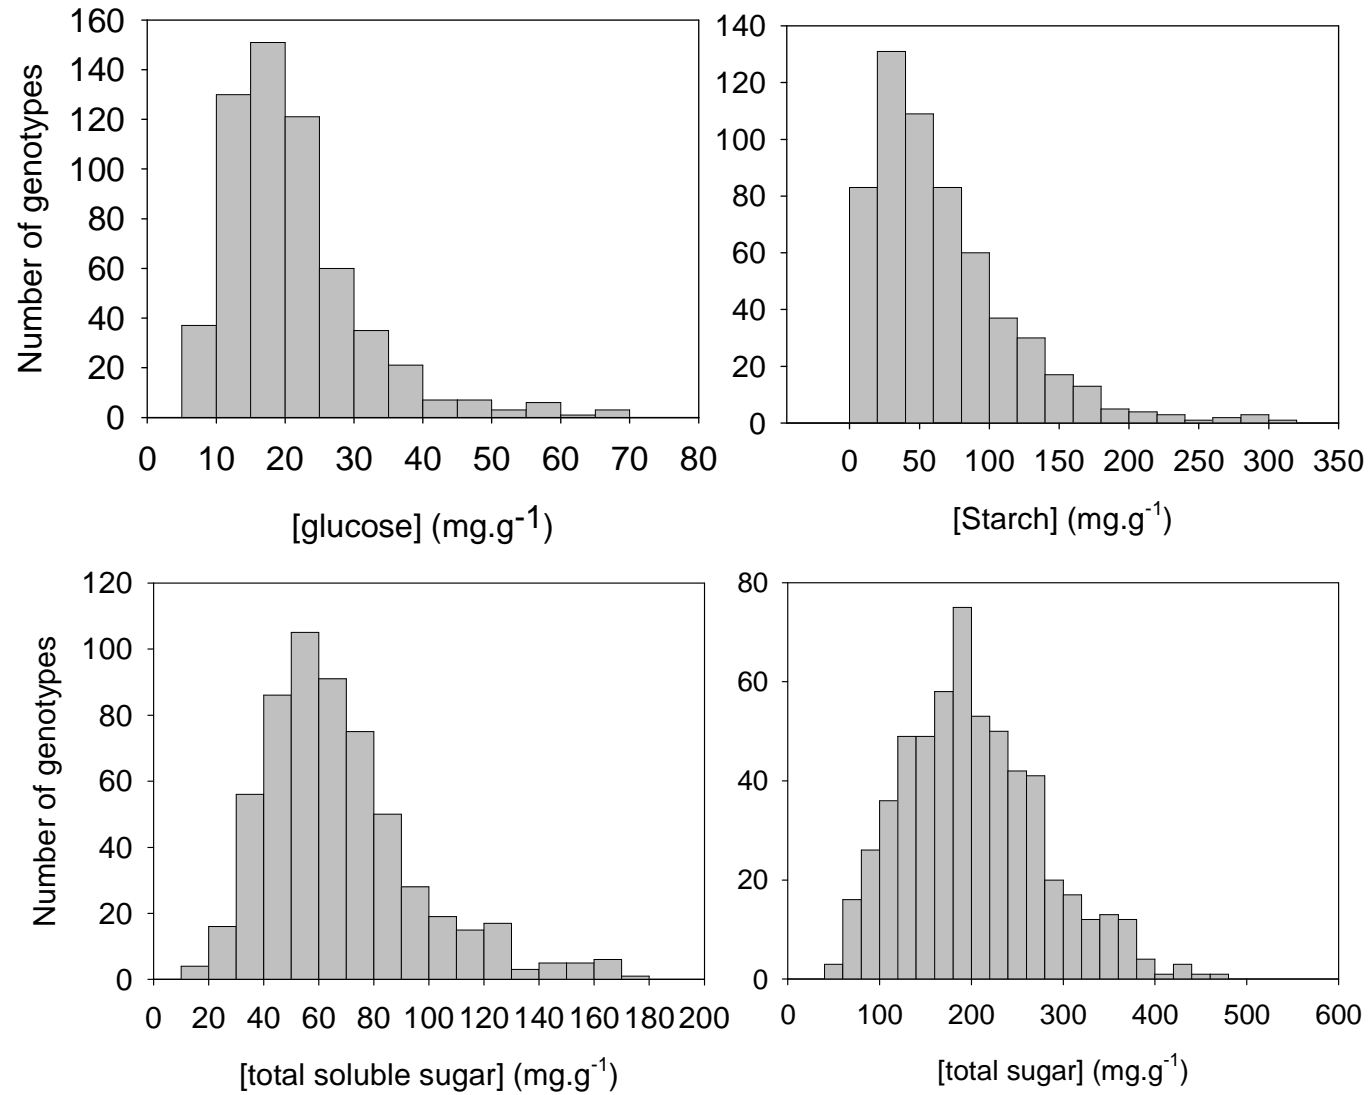 160
140
120
100
80
60
40
20
0
Number of genotypes
0 10 20 30 40 50 60 70 80
[glucose] (mg.g-1)
140
120
100
80
60
40
20
0
0 50 100 150 200 250 300 350
[Starch] (mg.g-1)
120
100
80
60
40
20
0
Number of genotypes
0 20 40 60 80 100 120 140 160 180 200
[total soluble sugar] (mg.g-1)
80
60
40
20
0
0 100 200 300 400 500 600
[total sugar] (mg.g-1)